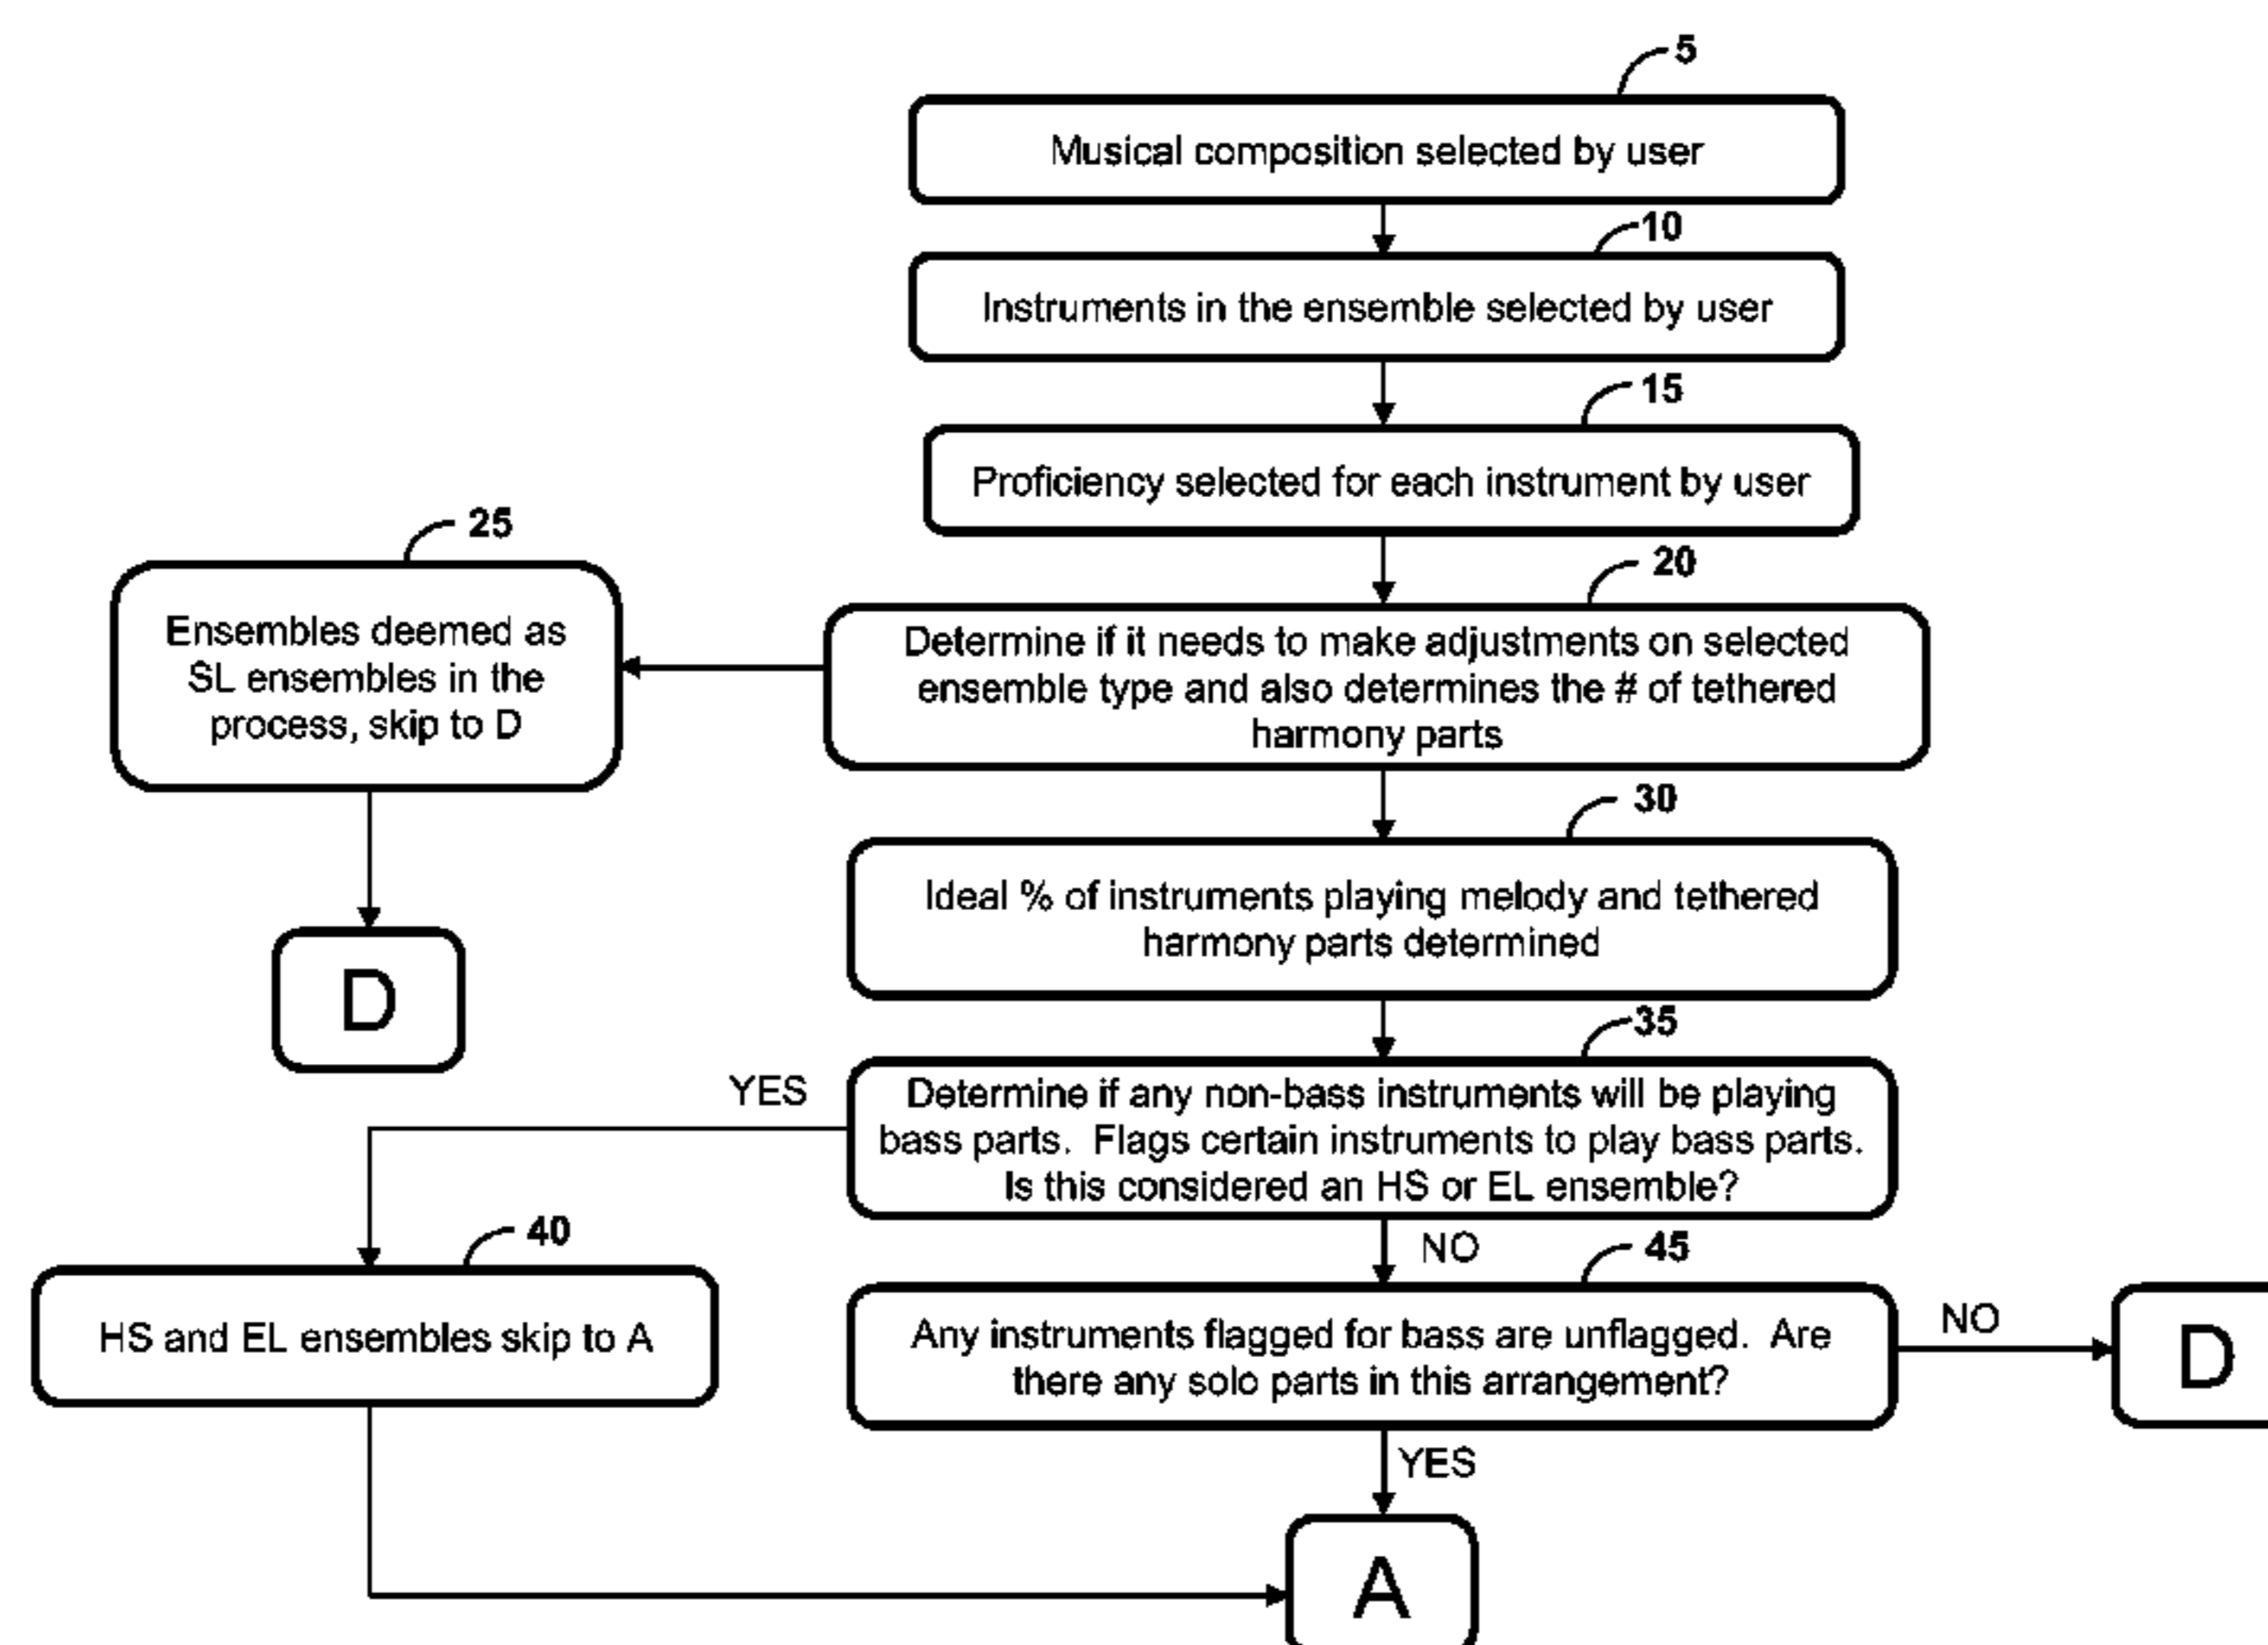 5
Musical composition selected by user
10
Instruments in the ensemble selected by user
15
Proficiency selected for each instrument by user
25
Ensembles deemed as
SL ensembles in the
process, skip to D
20
Determine if it needs to make adjustments on selected
ensemble type and also determines the # of tethered
harmony parts
D
30
Ideal % of instruments playing melody and tethered
harmony parts determined
35
YES
Determine if any non-bass instruments will be playing
bass parts.  Flags certain instruments to play bass parts.
Is this considered an HS or EL ensemble?
40
HS and EL ensembles skip to A
NO
45
Any instruments flagged for bass are unflagged.  Are
there any solo parts in this arrangement?
NO
D
YES
A